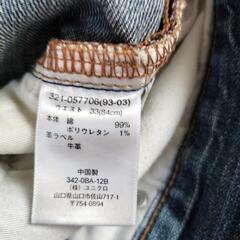 321-057706(93-03)
ウエスト 33(84cm)
本体 綿 99%
ポリウレタン 1%
革ラベル
牛革
中国製
342-0BA-12B
(株)ユニクロ
山口県山口市佐山717-1
〒754-0894